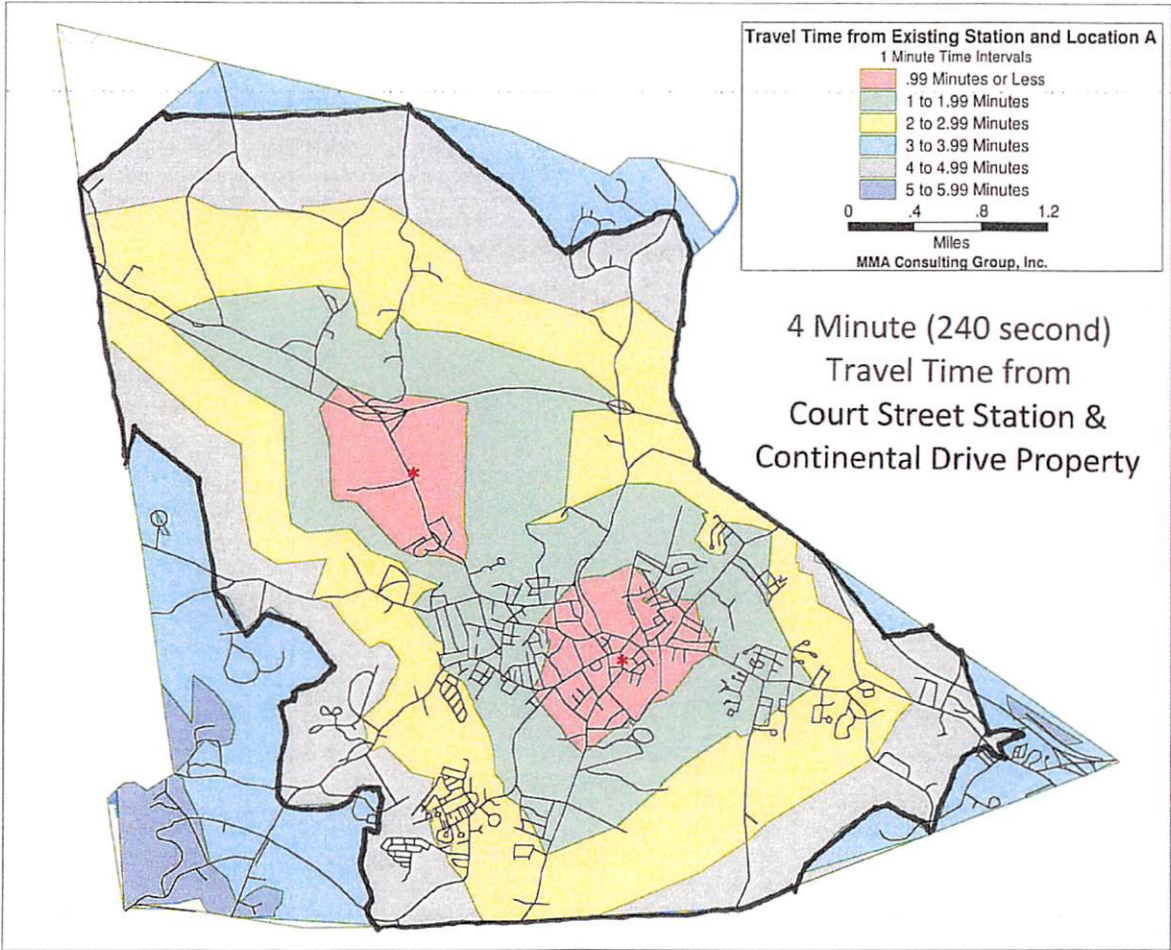 Travel Time from Existing Station and Location A
1 Minute Time Intervals
.99 Minutes or Less
1 to 1.99 Minutes
2 to 2.99 Minutes
3 to 3.99 Minutes
4 to 4.99 Minutes
5 to 5.99 Minutes
0 .4 .8 1.2
Miles
MMA Consulting Group, Inc.
4 Minute (240 second)
Travel Time from
Court Street Station &
Continental Drive Property
*
*